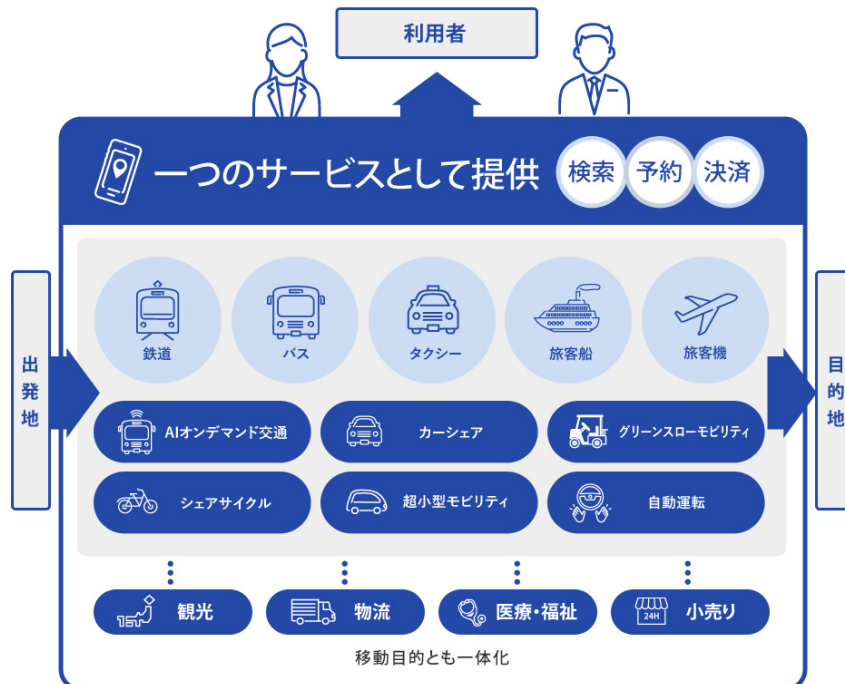 利用者
一つのサービスとして提供
検索 予約 決済
出発地
目的地
鉄道
バス
タクシー
旅客船
旅客機
AIオンデマンド交通
カーシェア
グリーンスローモビリティ
シェアサイクル
超小型モビリティ
自動運転
観光
物流
医療・福祉
24H
小売り
移動目的とも一体化